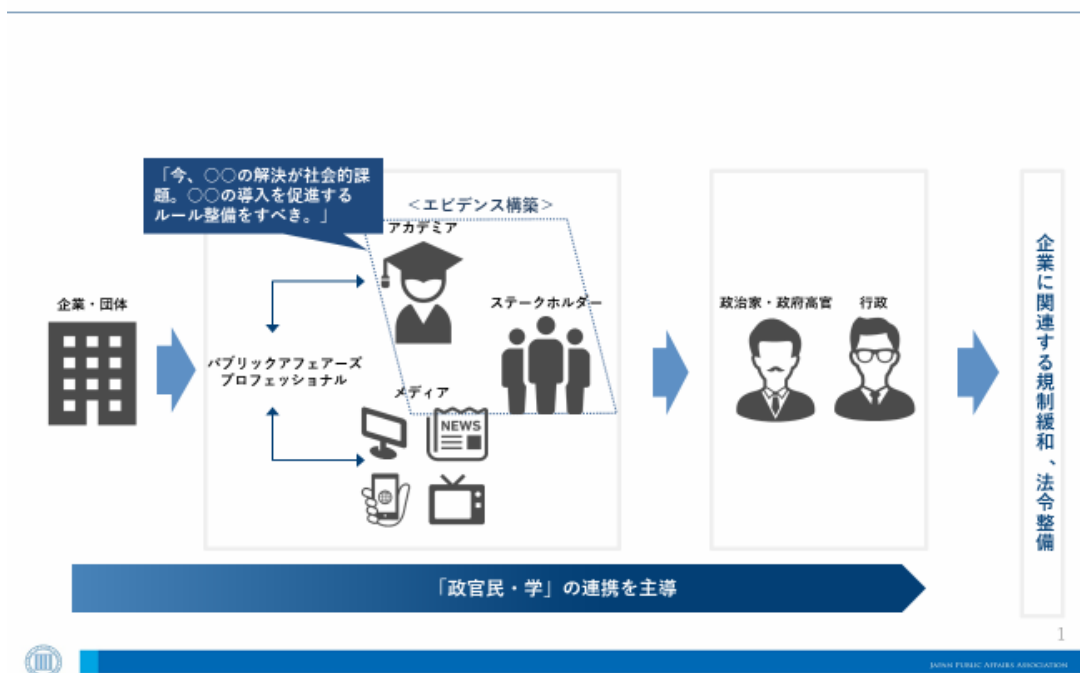 「今、○○の解決が社会的課
題。○○の導入を促進する
ルール整備をすべき。」
＜エビデンス構築＞
アカデミア
企業・団体
ステークホルダー
パブリックアフェアーズ
プロフェッショナル
メディア
NEWS
政治家・政府高官
行政
企業に関連する規制緩和、法令整備
「政官民・学」の連携を主導
1
JAPAN PUBLIC AFFAIRS ASSOCIATION